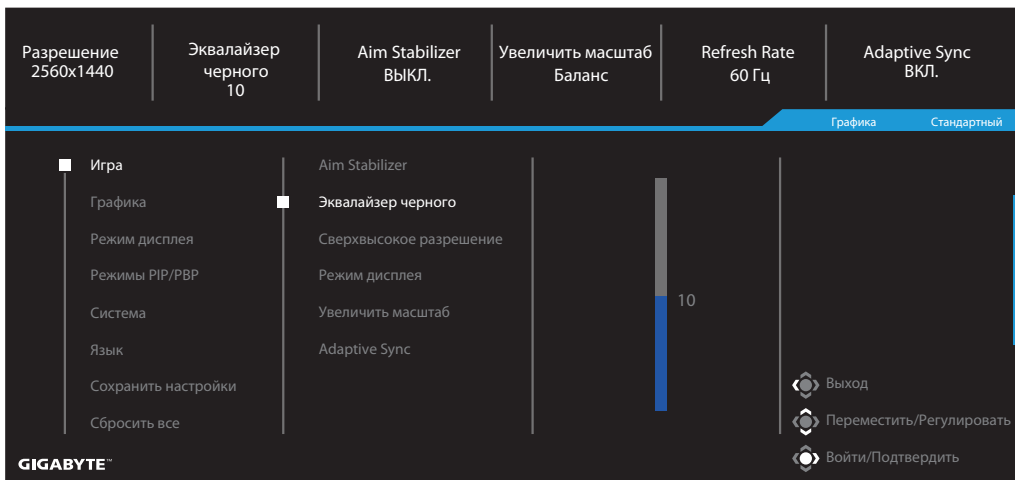 Разрешение
2560x1440
Эквалайзер
черного
10
Aim Stabilizer
ВЫКЛ.
Увеличить масштаб
Баланс
Refresh Rate
60 Гц
Adaptive Sync
ВКЛ.
Графика Стандартный
Игра
Графика
Режим дисплея
Режимы PIP/PBP
Система
Язык
Сохранить настройки
Сбросить все
Aim Stabilizer
Эквалайзер черного
Сверхвысокое разрешение
Режим дисплея
Увеличить масштаб
Adaptive Sync
10
Выход
Переместить/Регулировать
Войти/Подтвердить
GIGABYTE™